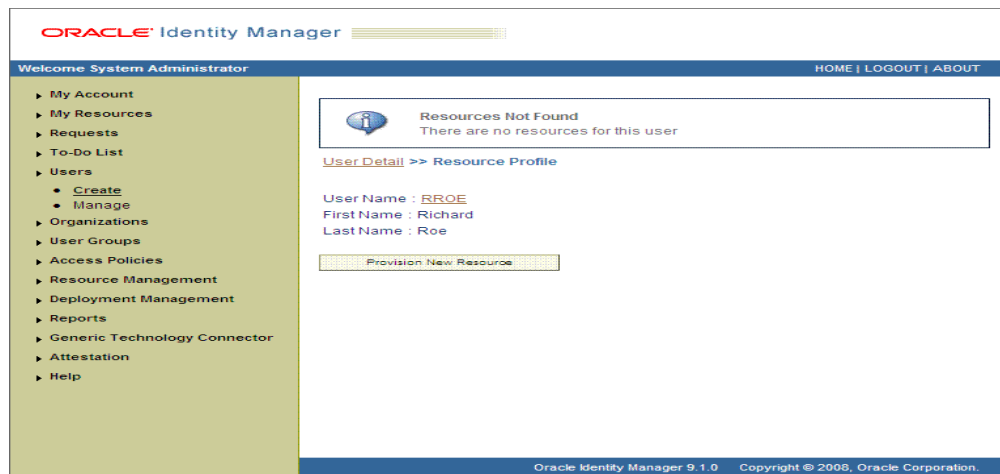 ORACLE Identity Manager
Welcome System Administrator
HOME | LOGOUT | ABOUT
My Account
My Resources
Requests
To-Do List
Users
Create
Manage
Organizations
User Groups
Access Policies
Resource Management
Deployment Management
Reports
Generic Technology Connector
Attestation
Help
Resources Not Found
There are no resources for this user
User Detail >> Resource Profile
User Name : RROE
First Name : Richard
Last Name : Roe
Provision New Resource
Oracle Identity Manager 9.1.0 Copyright © 2008, Oracle Corporation.